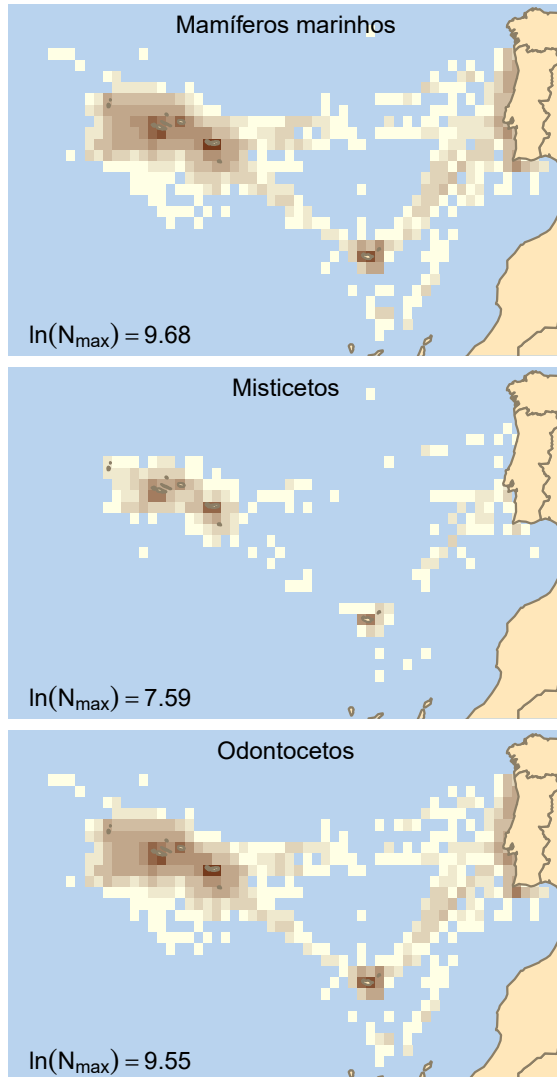 Mamíferos marinhos
ln(Nmax) = 9.68
Misticetos
ln(Nmax) = 7.59
Odontocetos
ln(Nmax) = 9.55